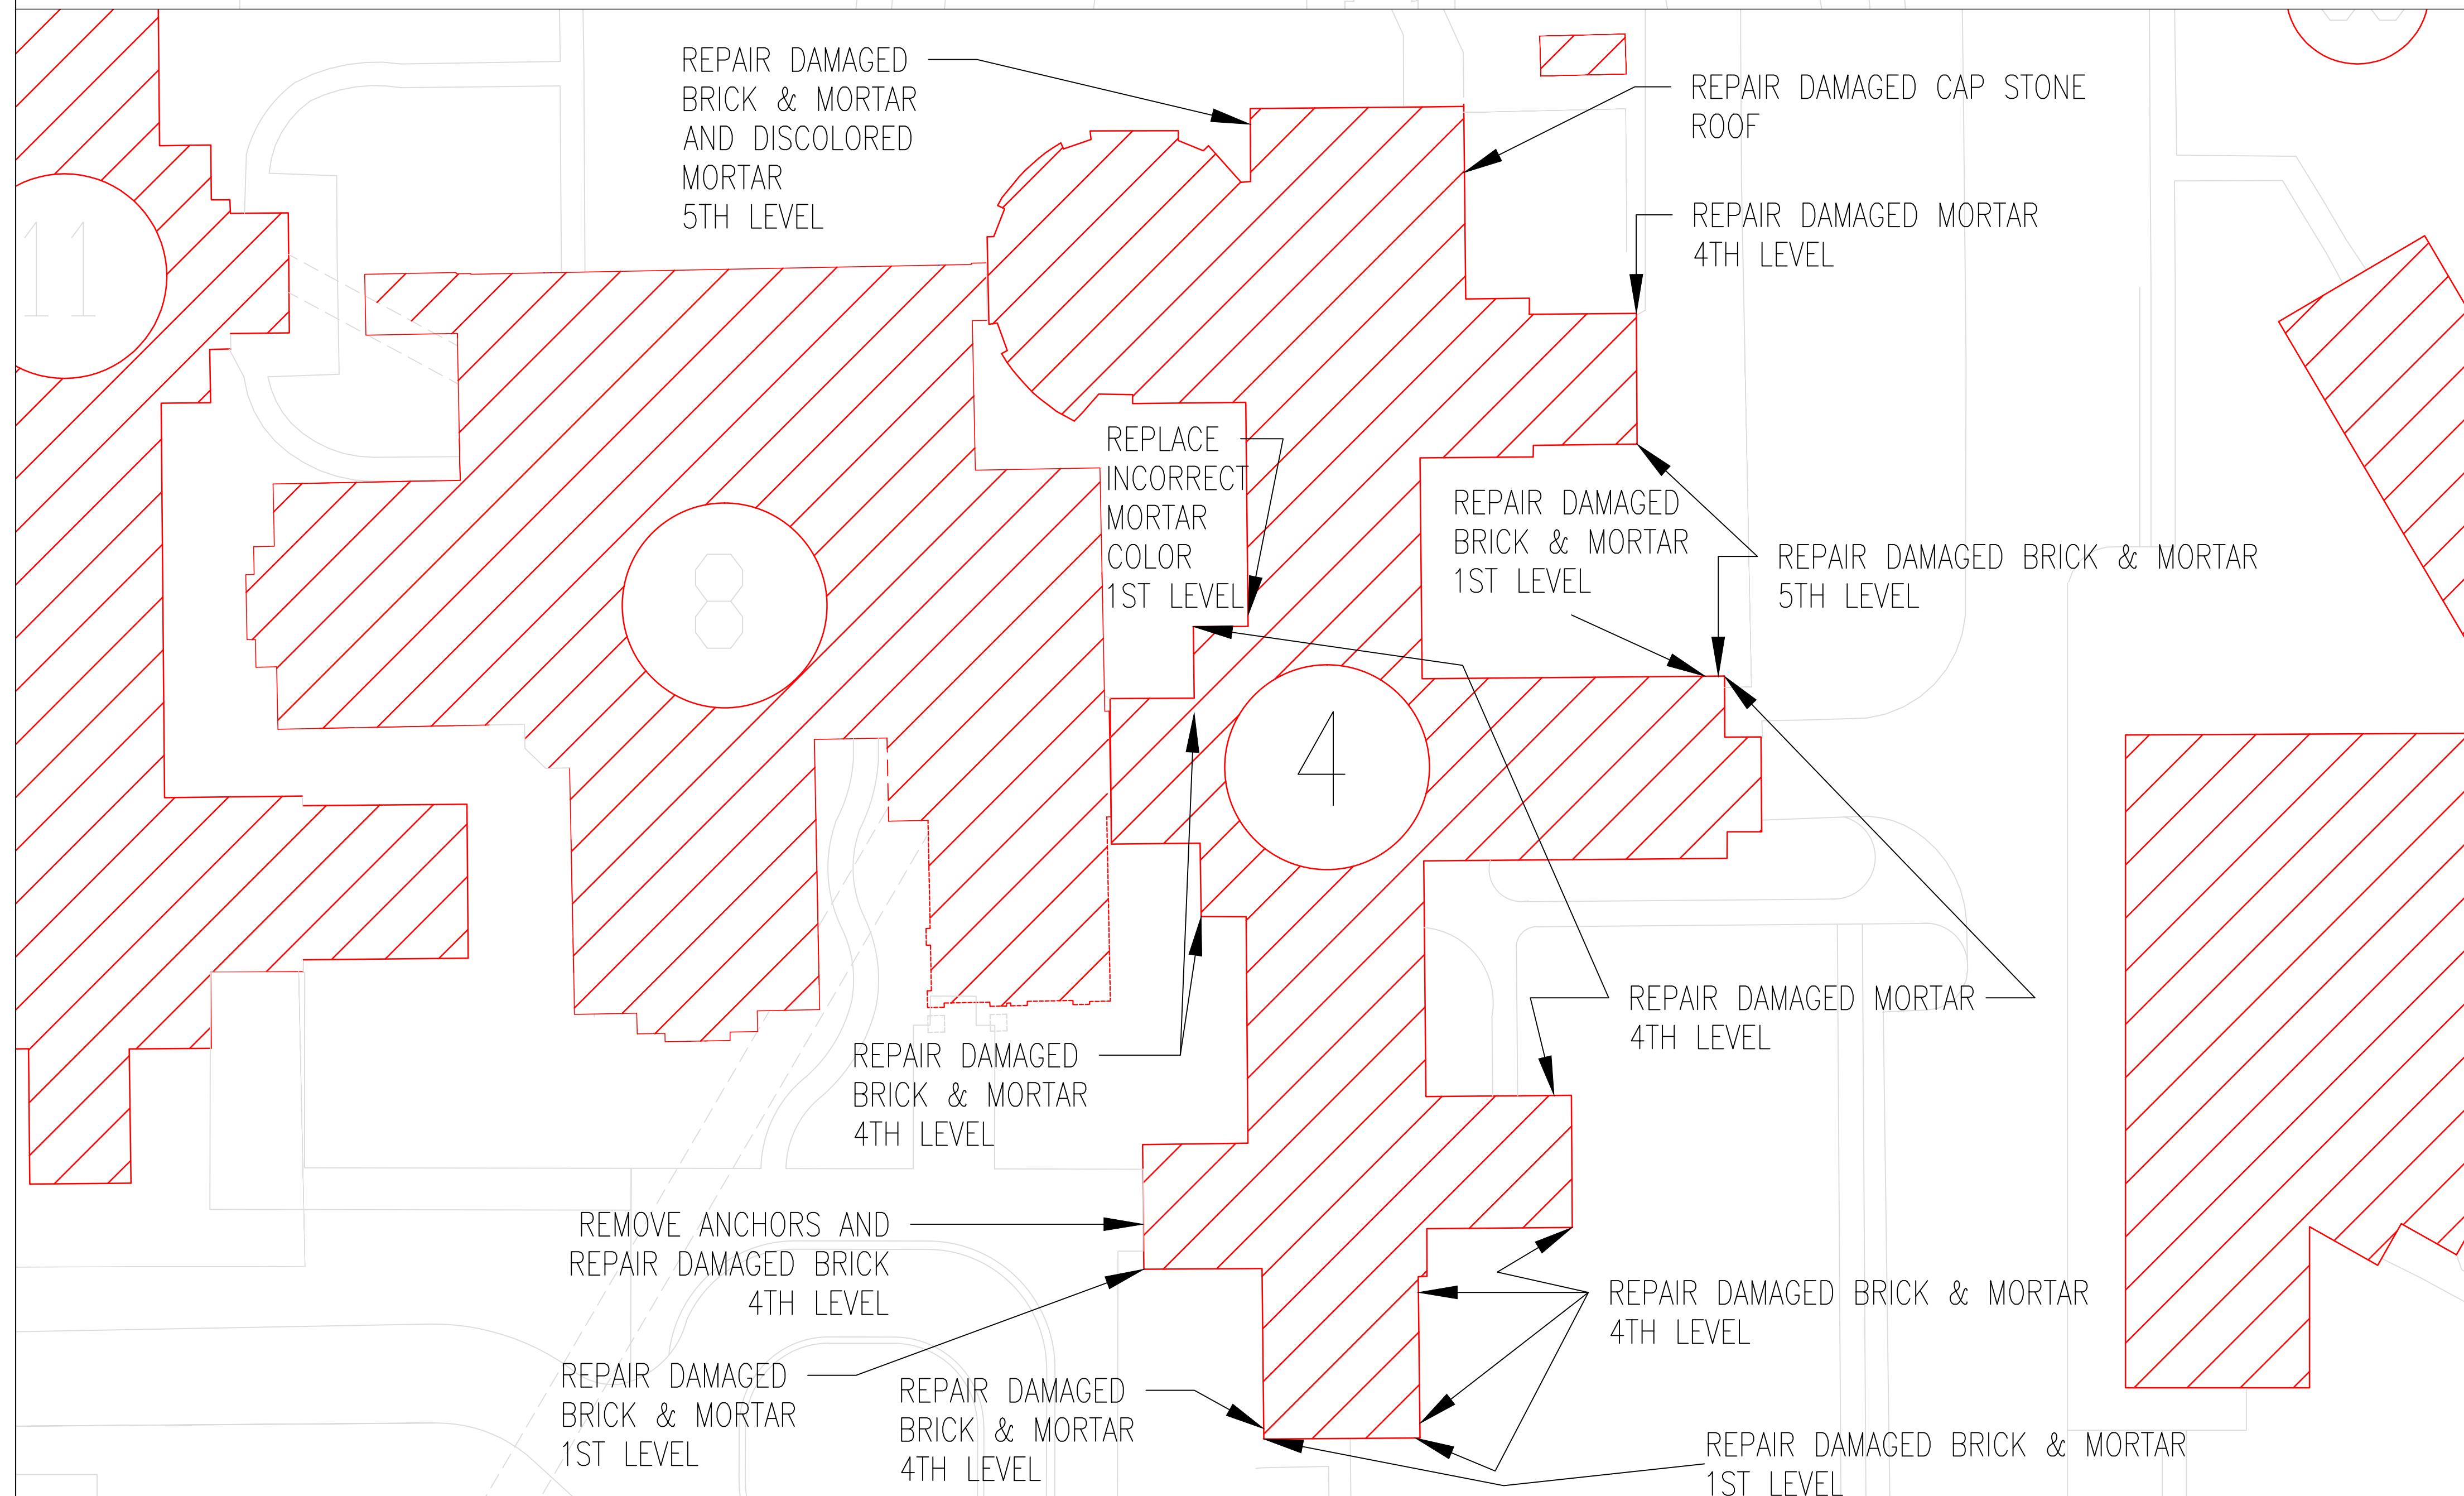 REPAIR DAMAGED
BRICK & MORTAR
AND DISCOLORED
MORTAR
5TH LEVEL
REPAIR DAMAGED CAP STONE
ROOF
REPAIR DAMAGED MORTAR
4TH LEVEL
11
REPLACE
INCORRECT
MORTAR
COLOR
1ST LEVEL
REPAIR DAMAGED
BRICK & MORTAR
1ST LEVEL
REPAIR DAMAGED BRICK & MORTAR
5TH LEVEL
8
4
REPAIR DAMAGED MORTAR
4TH LEVEL
REPAIR DAMAGED
BRICK & MORTAR
4TH LEVEL
REMOVE ANCHORS AND
REPAIR DAMAGED BRICK
4TH LEVEL
REPAIR DAMAGED BRICK & MORTAR
4TH LEVEL
REPAIR DAMAGED
BRICK & MORTAR
1ST LEVEL
REPAIR DAMAGED
BRICK & MORTAR
4TH LEVEL
REPAIR DAMAGED BRICK & MORTAR
1ST LEVEL